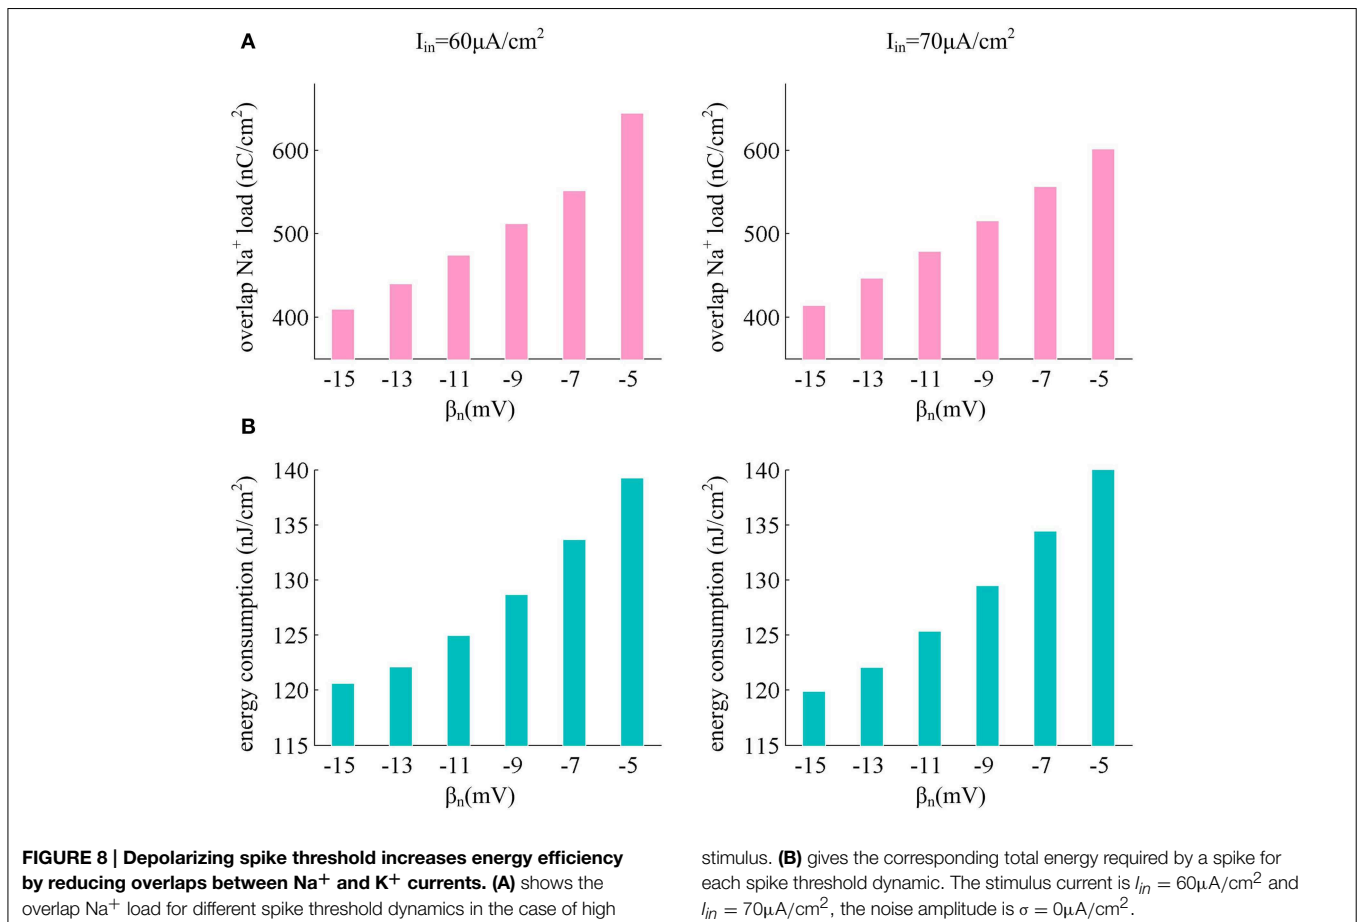 A
I_in=60μA/cm²
I_in=70μA/cm²
overlap Na⁺ load (nC/cm²)
600
500
400
-15 -13 -11 -9 -7 -5
β_n(mV)
overlap Na⁺ load (nC/cm²)
600
500
400
-15 -13 -11 -9 -7 -5
β_n(mV)
B
energy consumption (nJ/cm²)
140
135
130
125
120
115
-15 -13 -11 -9 -7 -5
β_n(mV)
energy consumption (nJ/cm²)
140
135
130
125
120
115
-15 -13 -11 -9 -7 -5
β_n(mV)
FIGURE 8 | Depolarizing spike threshold increases energy efficiency
by reducing overlaps between Na⁺ and K⁺ currents. (A) shows the
overlap Na⁺ load for different spike threshold dynamics in the case of high
stimulus. (B) gives the corresponding total energy required by a spike for
each spike threshold dynamic. The stimulus current is I_in = 60μA/cm² and
I_in = 70μA/cm², the noise amplitude is σ = 0μA/cm².